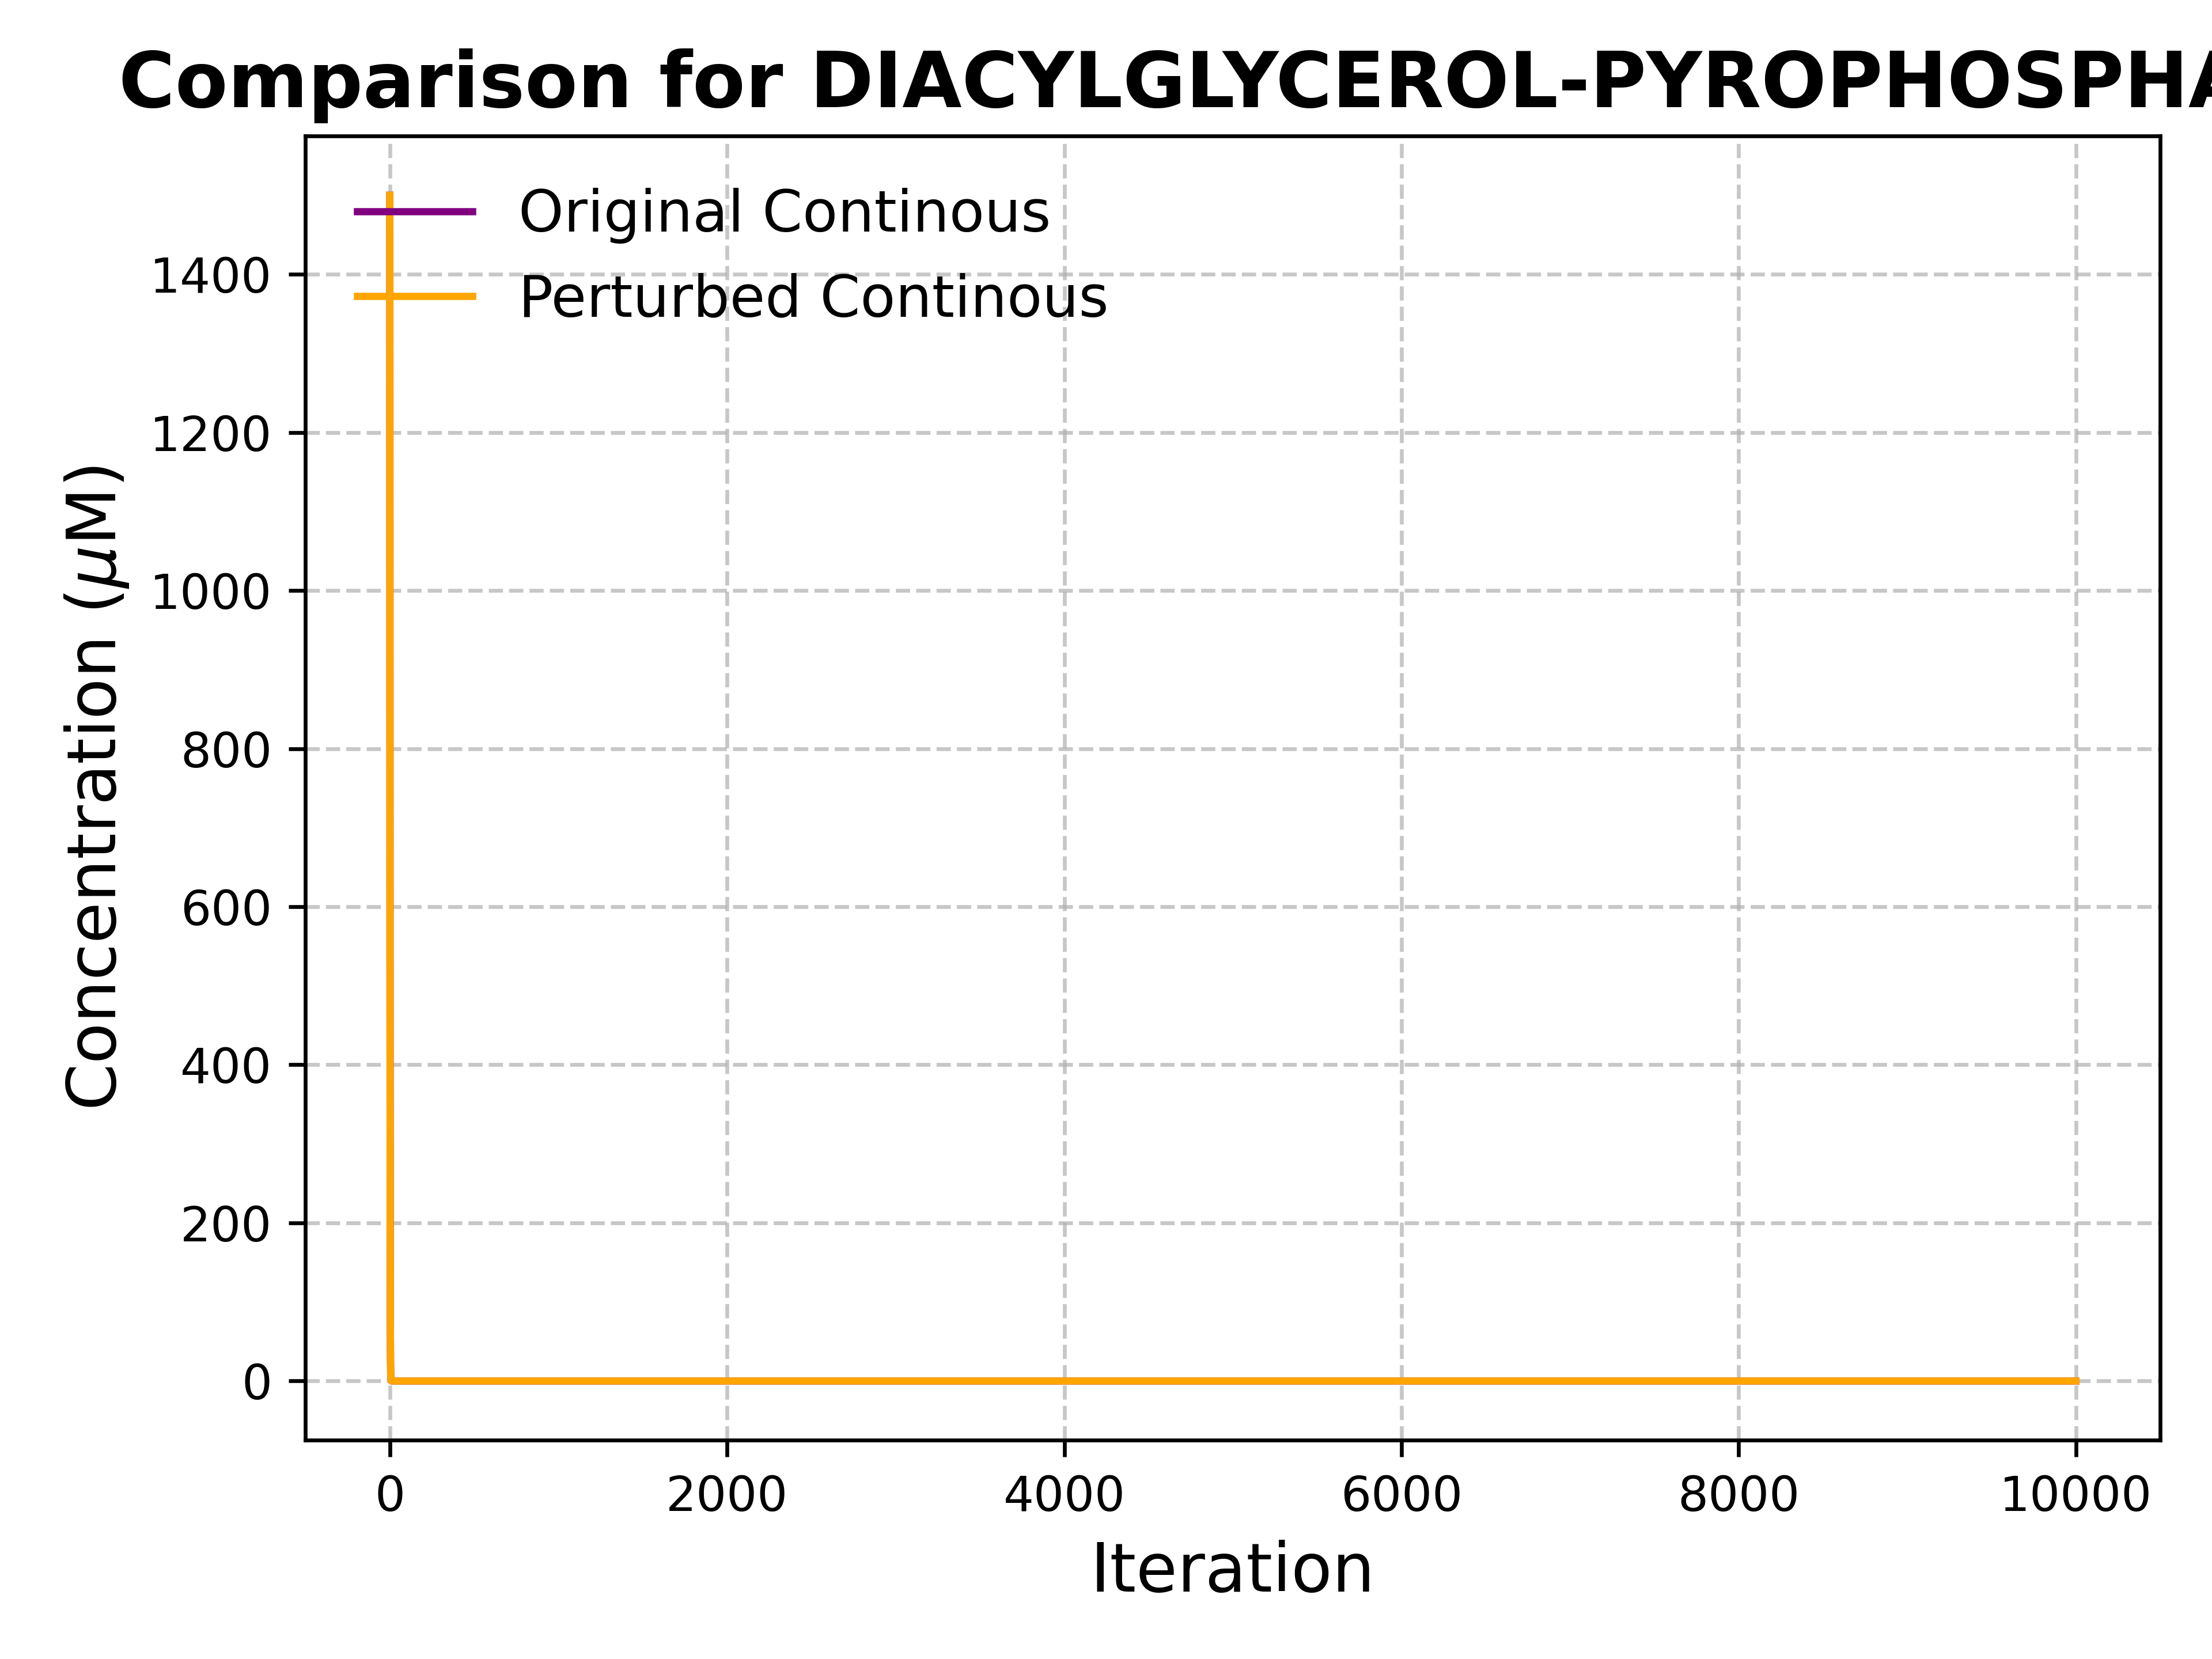 Comparison for DIACYLGLYCEROL-PYROPHOSPHA
Original Continous
Perturbed Continous
1400
1200
1000
800
600
400
200
0
Concentration (μM)
0 2000 4000 6000 8000 10000
Iteration